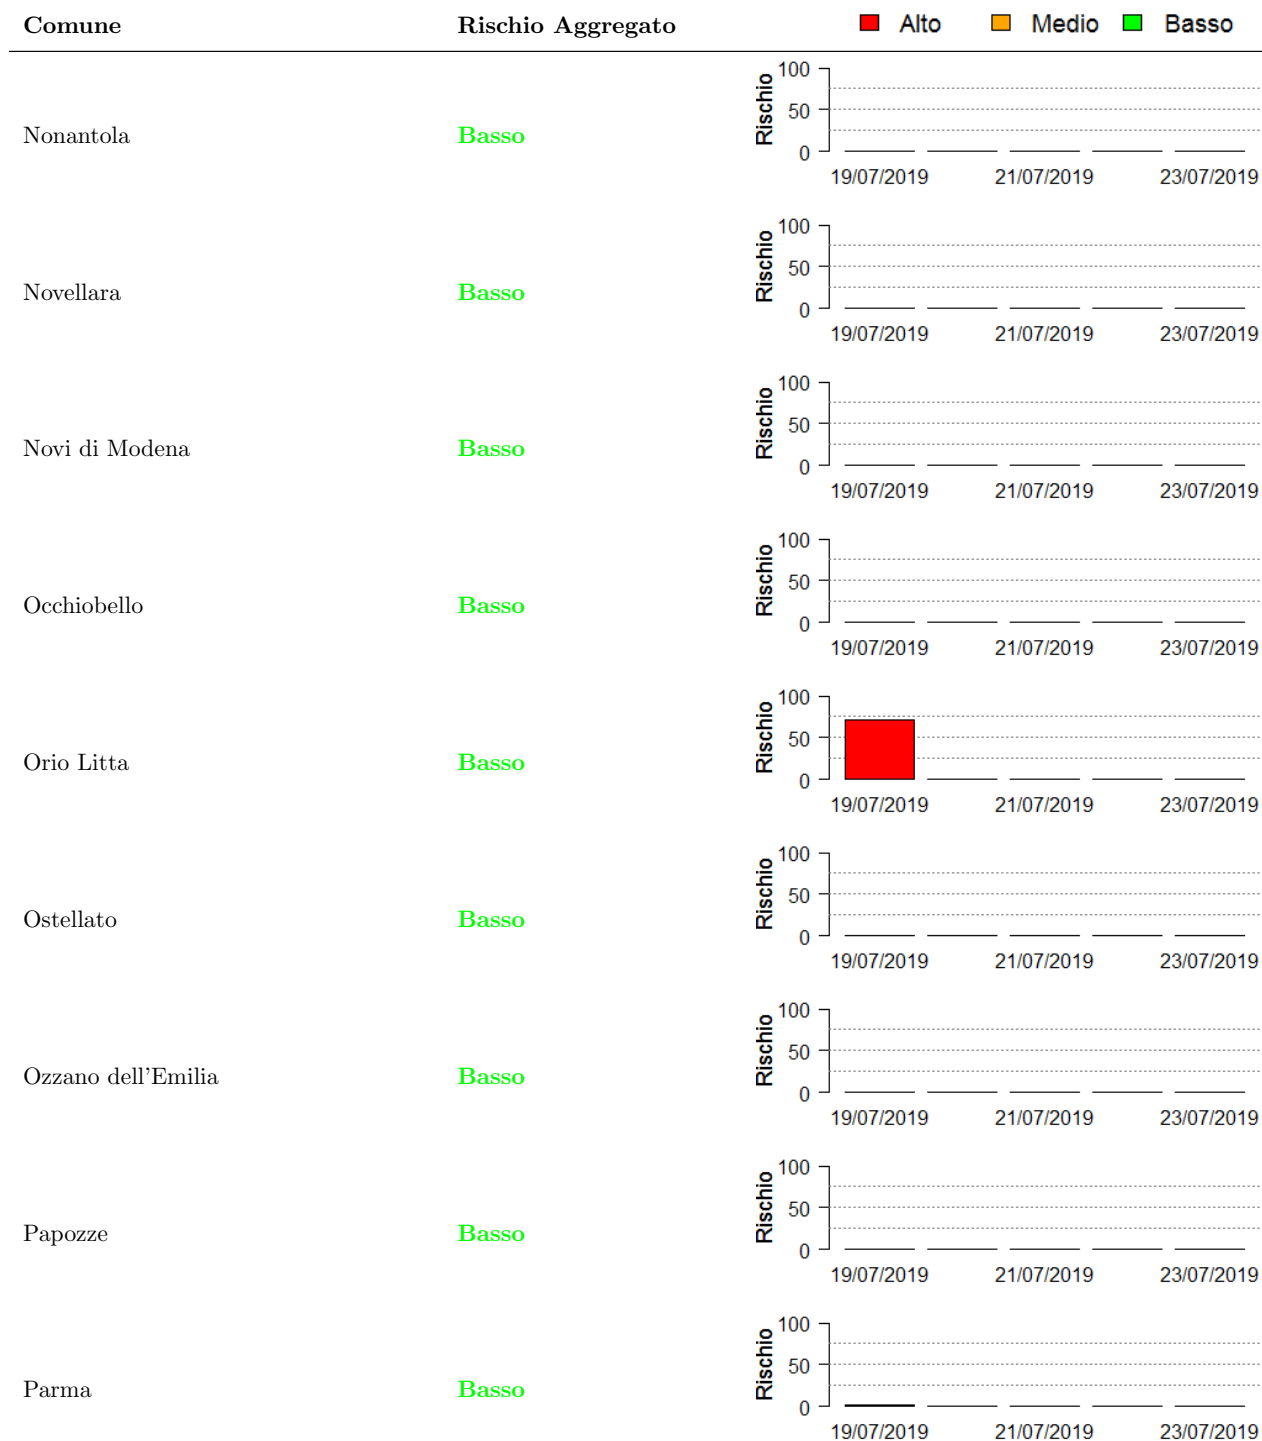 Comune Rischio Aggregato Alto Medio Basso
100
50
0
Rischio
Nonantola Basso
19/07/2019 21/07/2019 23/07/2019
100
50
0
Rischio
Novellara Basso
19/07/2019 21/07/2019 23/07/2019
100
50
0
Rischio
Novi di Modena Basso
19/07/2019 21/07/2019 23/07/2019
100
50
0
Rischio
Occhiobello Basso
19/07/2019 21/07/2019 23/07/2019
100
50
0
Rischio
Orio Litta Basso
19/07/2019 21/07/2019 23/07/2019
100
50
0
Rischio
Ostellato Basso
19/07/2019 21/07/2019 23/07/2019
100
50
0
Rischio
Ozzano dell'Emilia Basso
19/07/2019 21/07/2019 23/07/2019
100
50
0
Rischio
Papozze Basso
19/07/2019 21/07/2019 23/07/2019
100
50
0
Rischio
Parma Basso
19/07/2019 21/07/2019 23/07/2019